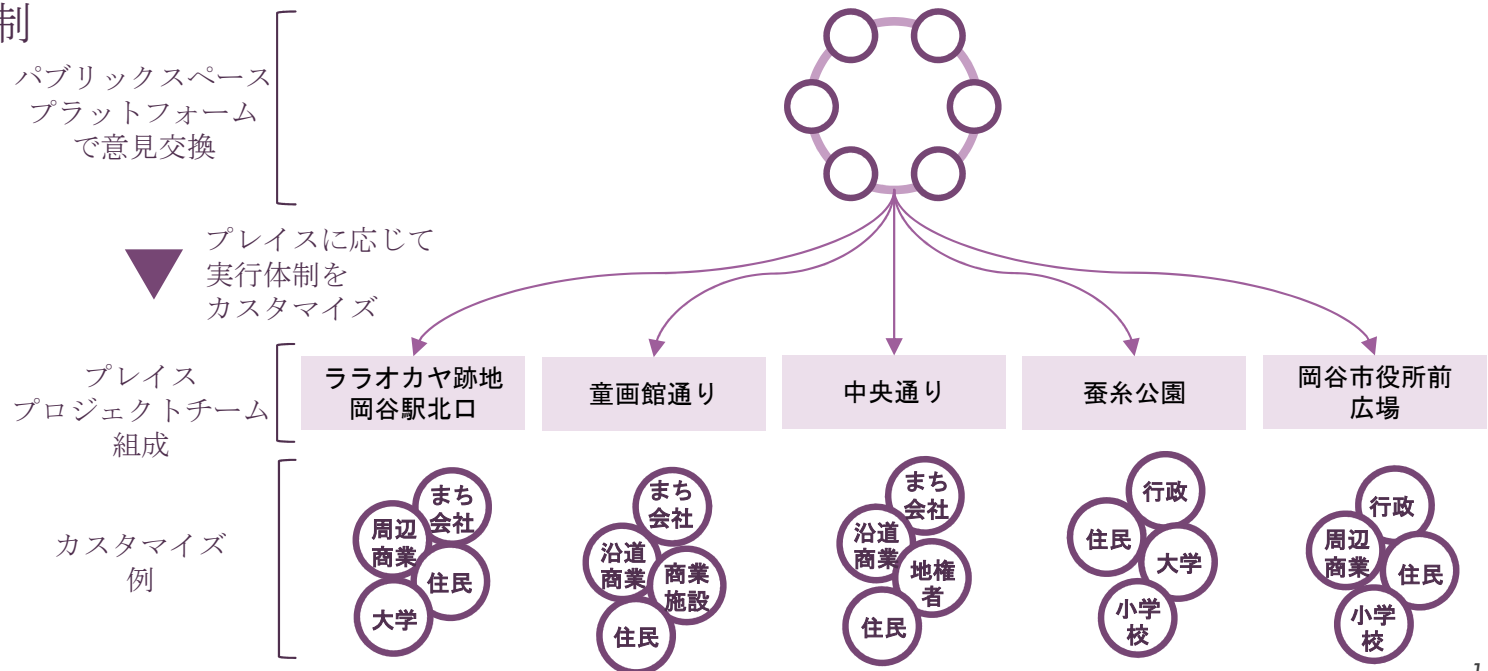 制
パブリックスペース
プラットフォーム
で意見交換
プレイスに応じて
実行体制を
カスタマイズ
プレイス
プロジェクトチーム
組成
ララオカヤ跡地
岡谷駅北口
童画館通り
中央通り
蚕糸公園
岡谷市役所前
広場
カスタマイズ
例
まち
会社
周辺
商業
住民
大学
まち
会社
沿道
商業
商業
施設
住民
まち
会社
沿道
商業
地権
者
住民
行政
住民
大学
小学
校
行政
周辺
商業
住民
小学
校